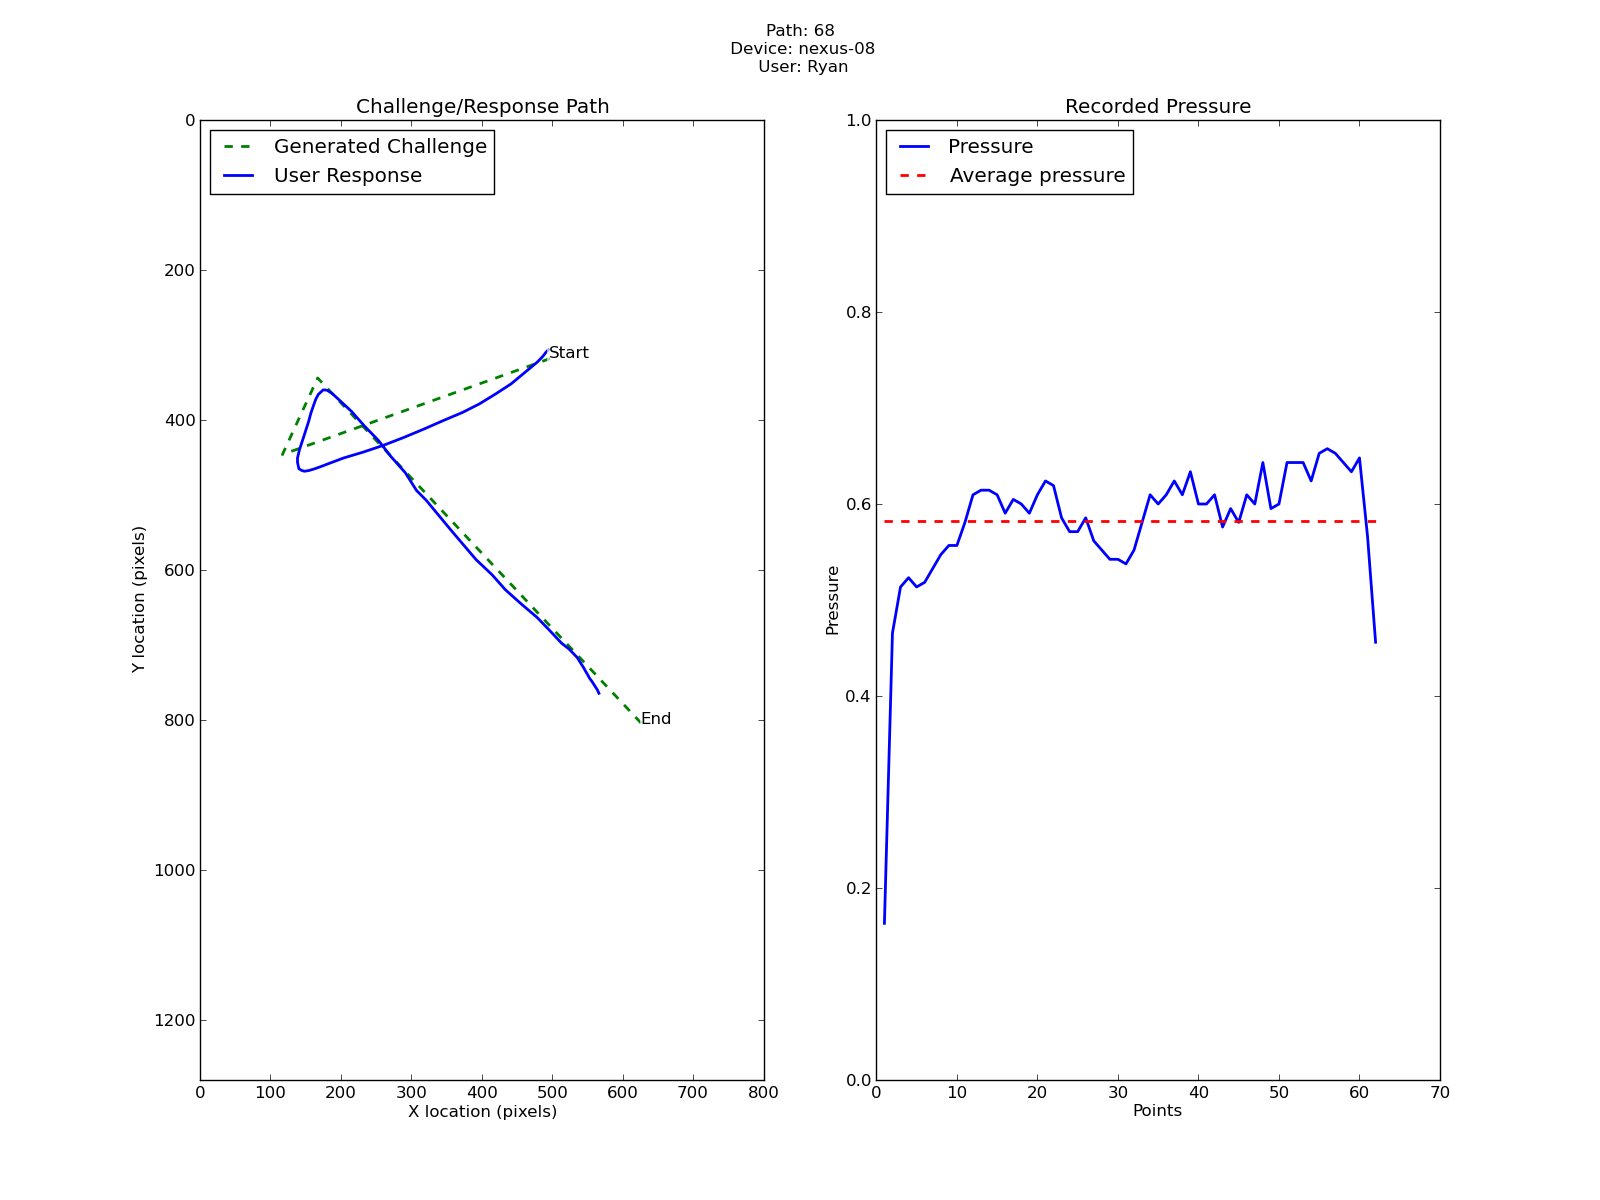 Path: 68
Device: nexus-08
User: Ryan
Challenge/Response Path
Generated Challenge
User Response
Start
End
0
200
400
600
800
1000
1200
Y location (pixels)
0 100 200 300 400 500 600 700 800
X location (pixels)
Recorded Pressure
Pressure
Average pressure
1.0
0.8
0.6
0.4
0.2
0.0
Pressure
0 10 20 30 40 50 60 70
Points